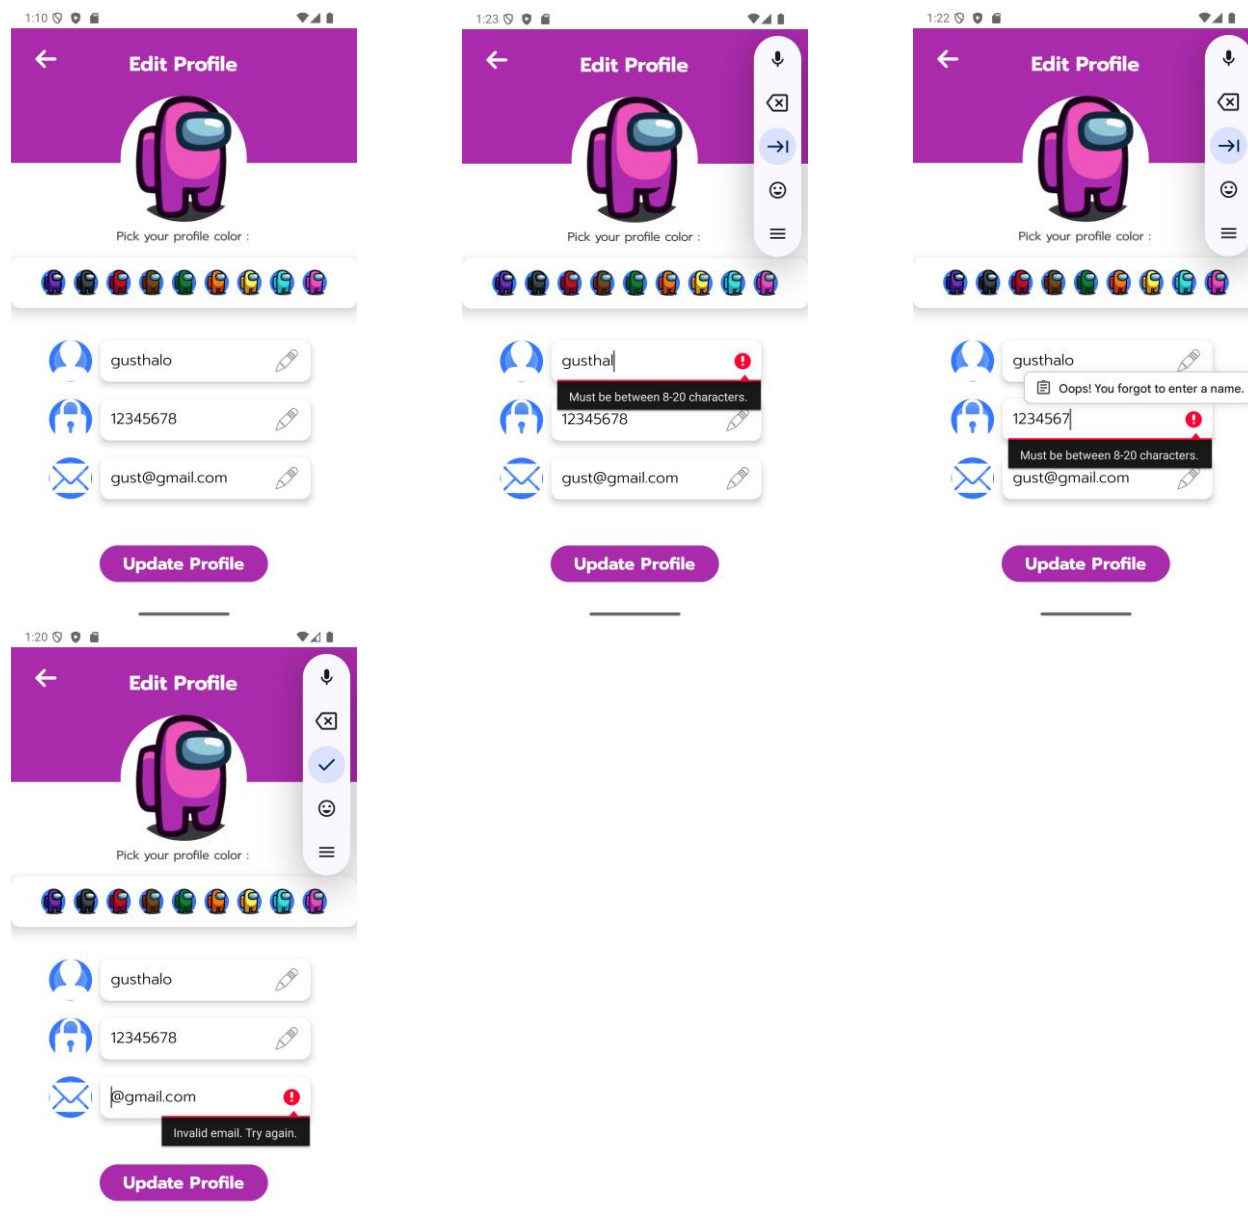 1:10
Edit Profile
Pick your profile color :
gusthalo
12345678
gust@gmail.com
Update Profile
1:23
Edit Profile
Pick your profile color :
gusthal
Must be between 8-20 characters.
12345678
gust@gmail.com
Update Profile
1:22
Edit Profile
Pick your profile color :
gusthalo
Oops! You forgot to enter a name.
1234567
Must be between 8-20 characters.
gust@gmail.com
Update Profile
1:20
Edit Profile
Pick your profile color :
gusthalo
12345678
@gmail.com
Invalid email. Try again.
Update Profile